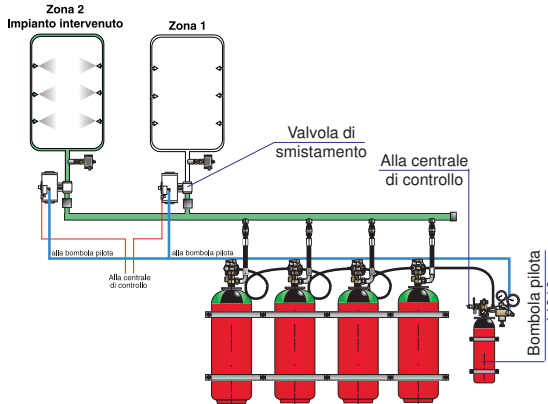 Zona 2
Impianto intervenuto
Zona 1
Valvola di
smistamento
Alla centrale
di controllo
alla bombola pilota
alla bombola pilota
Alla centrale
di controllo
Bombola pilota